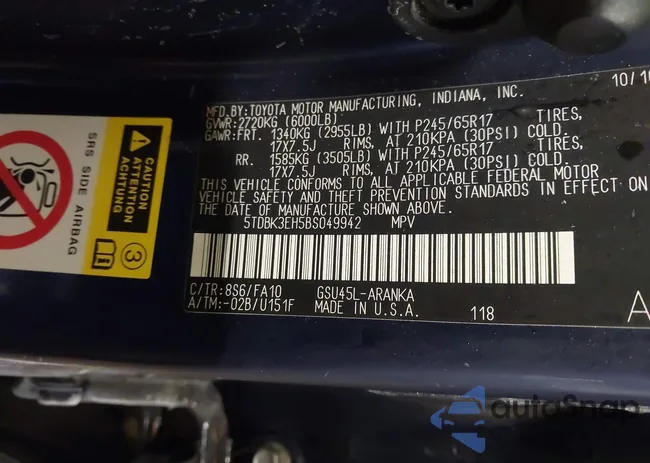 MFD. BY: TOYOTA MOTOR MANUFACTURING, INDIANA, INC. 10/10
GVWR: 2720KG (6000LB)
GAWR: FRT. 1340KG (2955LB) WITH P245/65R17 TIRES,
17X7.5J RIMS, AT 210KPA (30PSI) COLD.
RR. 1585KG (3505LB) WITH P245/65R17 TIRES,
17X7.5J RIMS, AT 210KPA (30PSI) COLD.
THIS VEHICLE CONFORMS TO ALL APPLICABLE FEDERAL MOTOR
VEHICLE SAFETY AND THEFT PREVENTION STANDARDS IN EFFECT ON
THE DATE OF MANUFACTURE SHOWN ABOVE.
5TDBK3EH5BS049942 MPV
C/TR: 8S6/FA10 GSU45L-ARANKA
A/TM: -02B/U151F MADE IN U.S.A. 118 A
SRS SIDE AIRBAG
CAUTION
ATTENTION
3
autoSnap